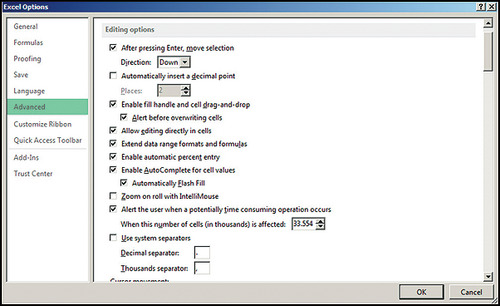 Excel Options
General
Formulas
Proofing
Save
Language
Advanced
Customize Ribbon
Quick Access Toolbar
Add-Ins
Trust Center
Editing options
After pressing Enter, move selection
Direction: Down
Automatically insert a decimal point
Places: 2
Enable fill handle and cell drag-and-drop
Alert before overwriting cells
Allow editing directly in cells
Extend data range formats and formulas
Enable automatic percent entry
Enable AutoComplete for cell values
Automatically Flash Fill
Zoom on roll with IntelliMouse
Alert the user when a potentially time consuming operation occurs
When this number of cells (in thousands) is affected: 33.554
Use system separators
Decimal separator: .
Thousands separator: ,
Cursor movement:
OK Cancel